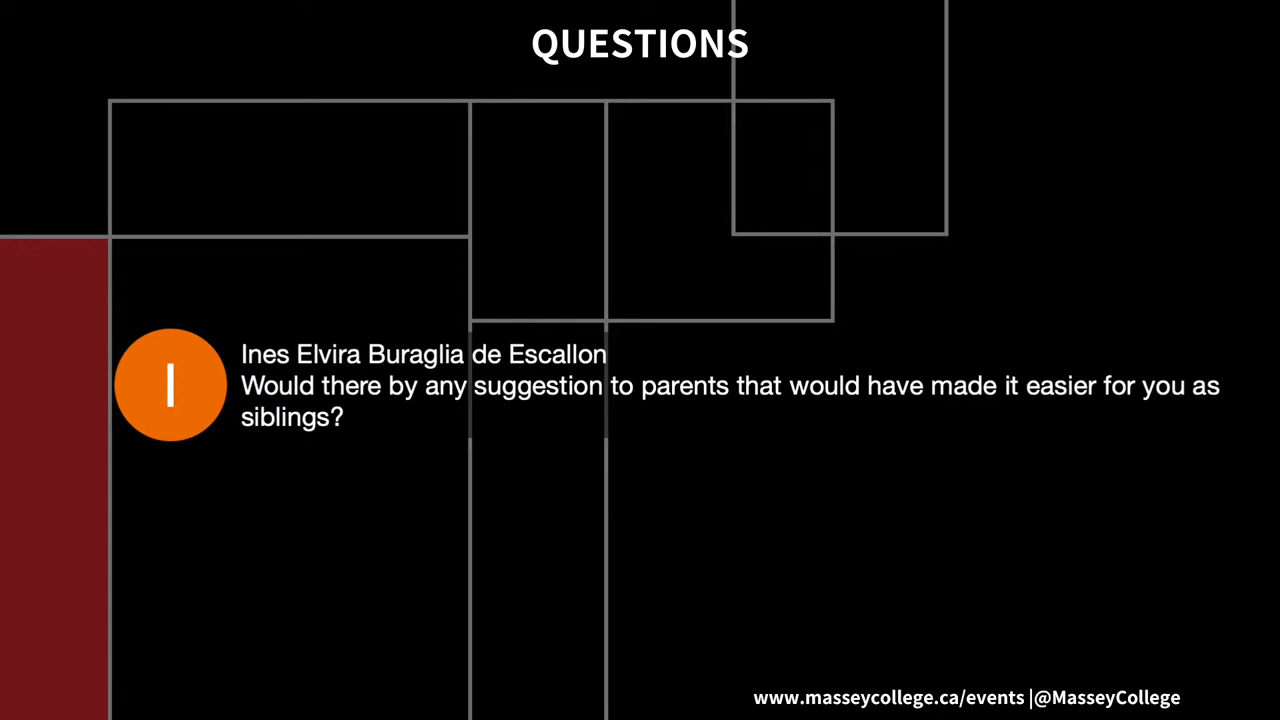 QUESTIONS
I
Ines Elvira Buraglia de Escallon
Would there by any suggestion to parents that would have made it easier for you as
siblings?
www.masseycollege.ca/events |@MasseyCollege